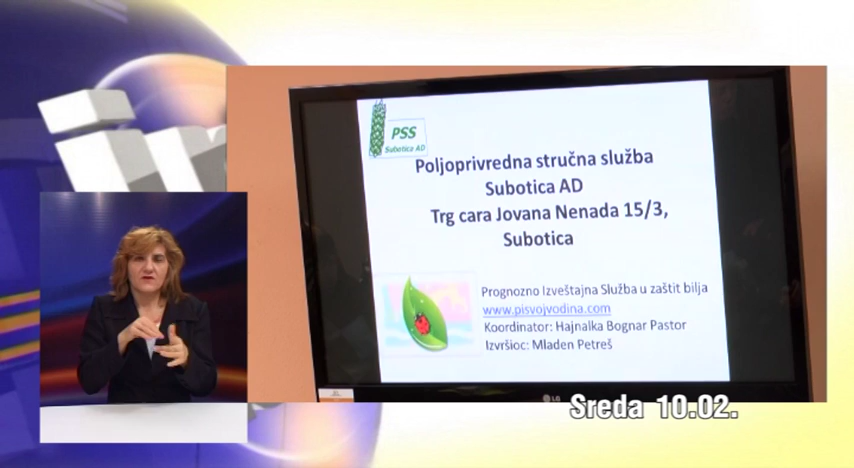 PSS
Subotica AD
Poljoprivredna stručna služba
Subotica AD
Trg cara Jovana Nenada 15/3,
Subotica
Prognozno Izveštajna Služba u zaštit bilja
www.pisvojvodina.com
Koordinator: Hajnalka Bognar Pastor
Izvršioc: Mladen Petreš
LG
Sreda 10.02.